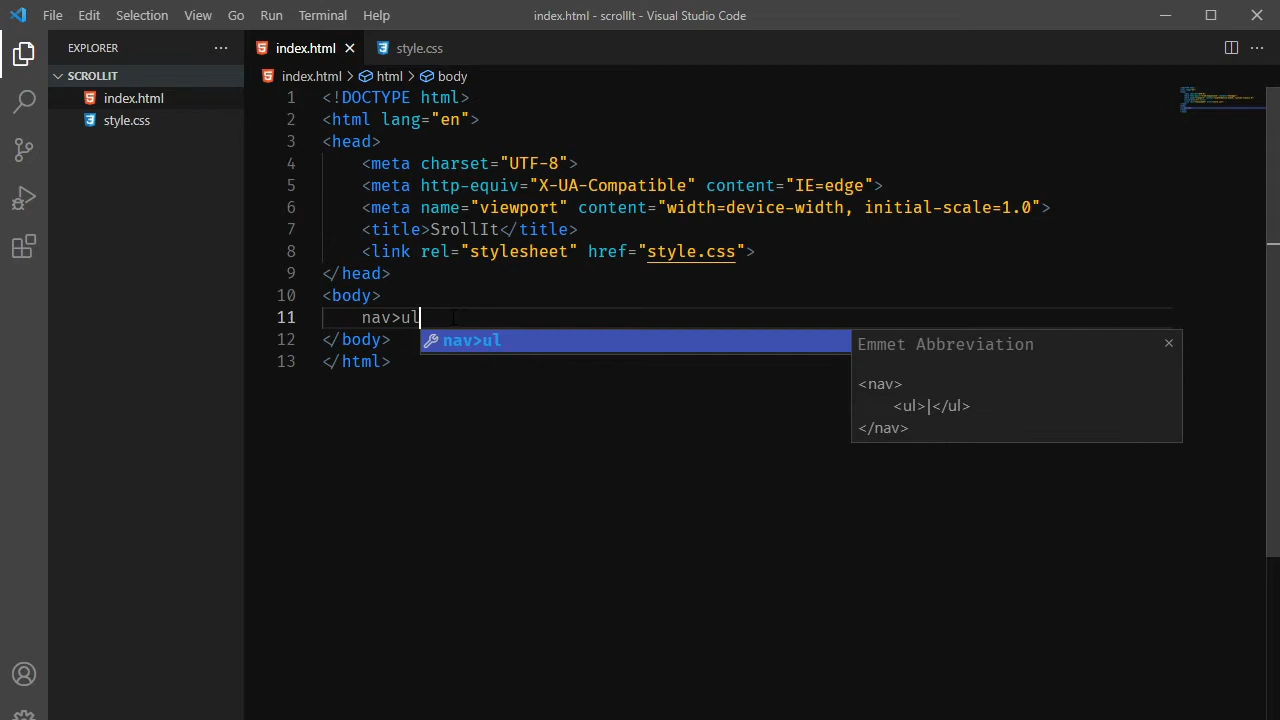 File Edit Selection View Go Run Terminal Help index.html - scrollIt - Visual Studio Code
EXPLORER
SCROLLIT
index.html
style.css
index.html style.css
index.html > html > body
1 <!DOCTYPE html>
2 <html lang="en">
3 <head>
4 <meta charset="UTF-8">
5 <meta http-equiv="X-UA-Compatible" content="IE=edge">
6 <meta name="viewport" content="width=device-width, initial-scale=1.0">
7 <title>SrollIt</title>
8 <link rel="stylesheet" href="style.css">
9 </head>
10 <body>
11 nav>ul
12 </body>
13 </html>
nav>ul
Emmet Abbreviation
<nav>
<ul>|</ul>
</nav>